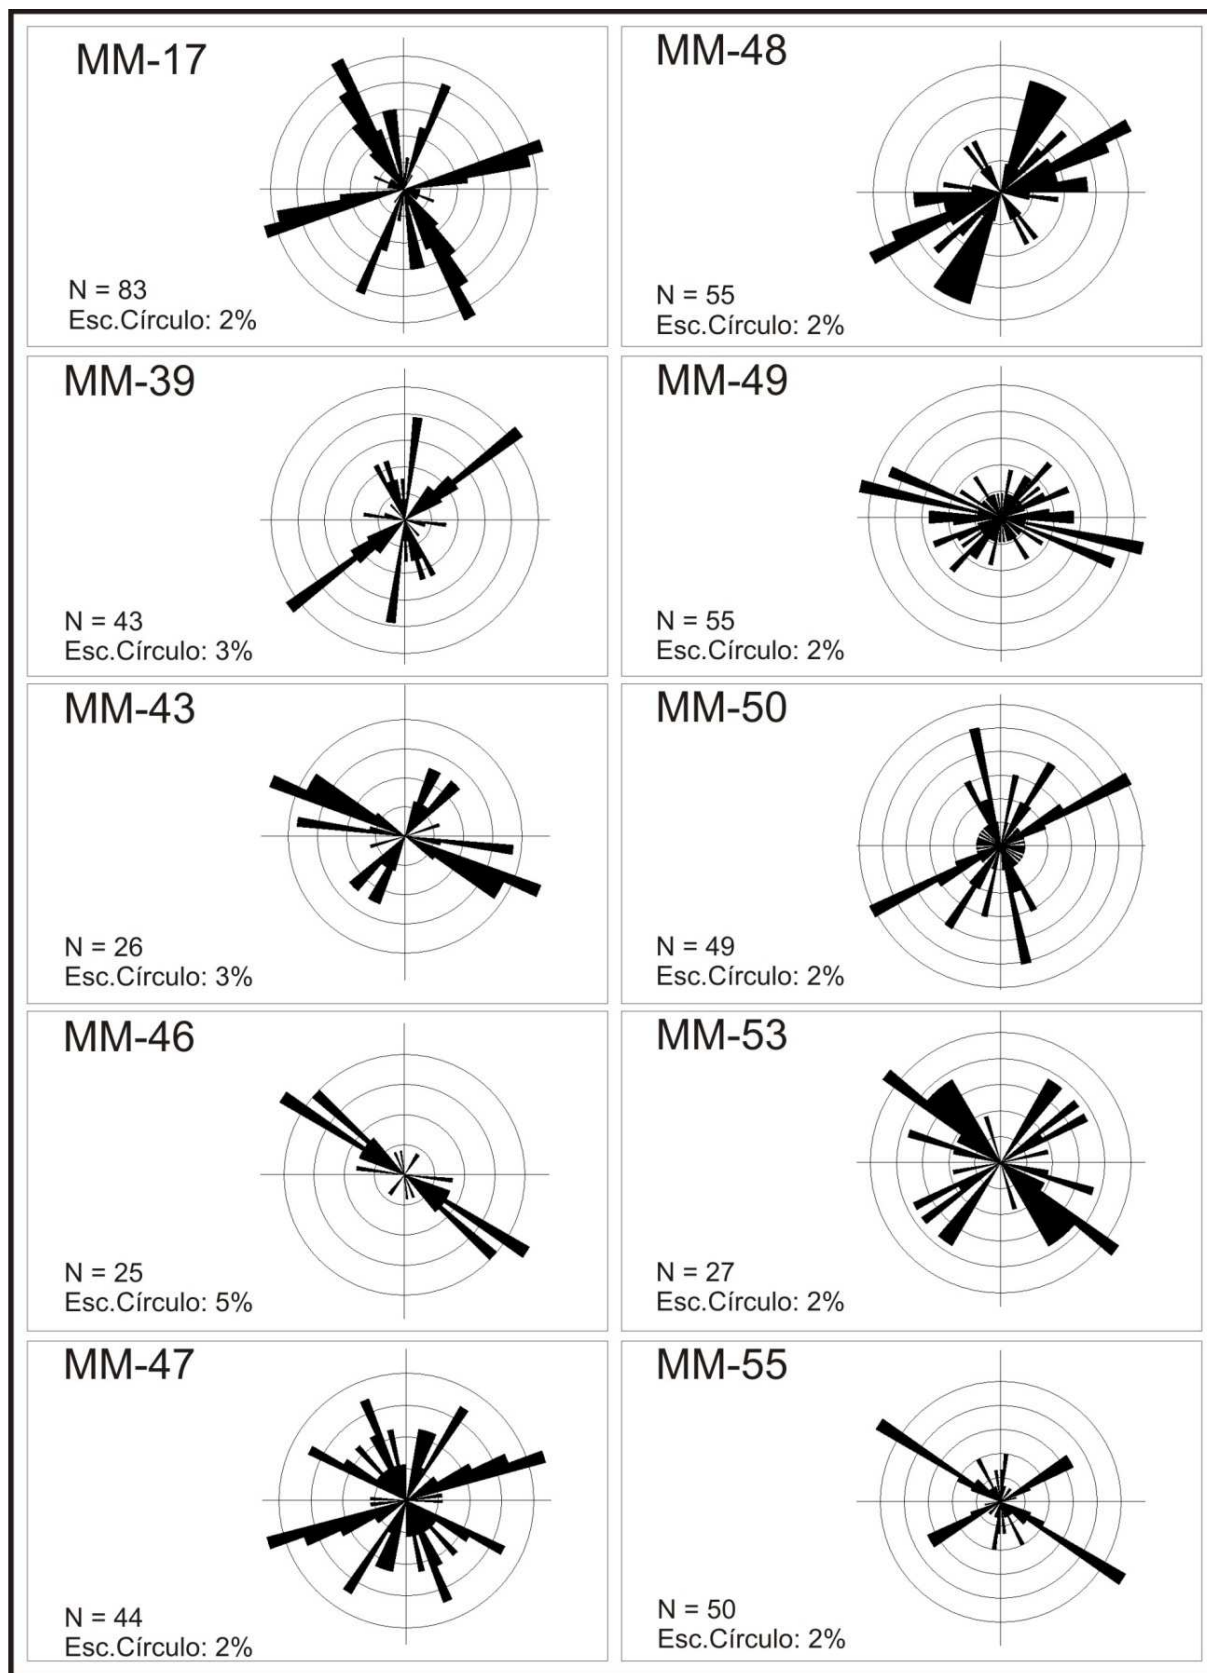 MM-17
N = 83
Esc.Círculo: 2%
MM-48
N = 55
Esc.Círculo: 2%
MM-39
N = 43
Esc.Círculo: 3%
MM-49
N = 55
Esc.Círculo: 2%
MM-43
N = 26
Esc.Círculo: 3%
MM-50
N = 49
Esc.Círculo: 2%
MM-46
N = 25
Esc.Círculo: 5%
MM-53
N = 27
Esc.Círculo: 2%
MM-47
N = 44
Esc.Círculo: 2%
MM-55
N = 50
Esc.Círculo: 2%